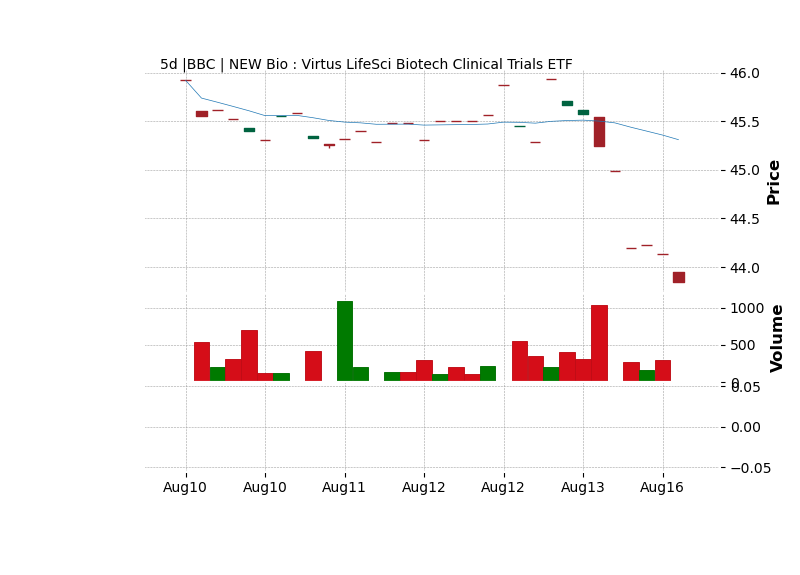 5d |BBC | NEW Bio : Virtus LifeSci Biotech Clinical Trials ETF
46.0
45.5
45.0
44.5
44.0
Price
1000
500
0
Volume
0.05
0.00
−0.05
Aug10 Aug10 Aug11 Aug12 Aug12 Aug13 Aug16